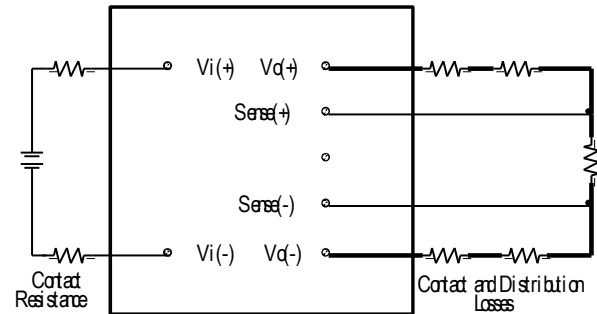 Vi(+) Vo(+)
Sense(+)
Sense(-)
Vi(-) Vo(-)
Contact
Resistance
Contact and Distribution
Losses